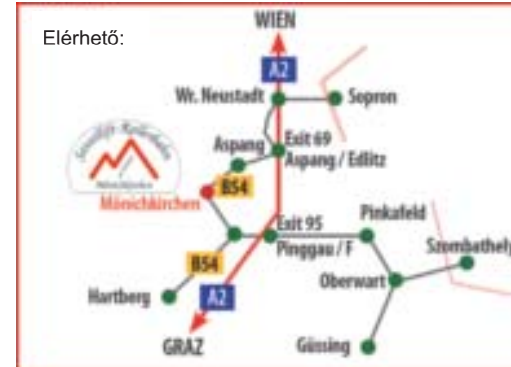 Elérhető:
WIEN
A2
Wr. Neustadt
Sopron
Exit 69
Aspang
Aspang / Edlitz
B54
Mönichkirchen
Exit 95
Pinkafeld
Pinggau / F
Szombathely
B54
Oberwart
Hartberg
A2
GRAZ
Güssing